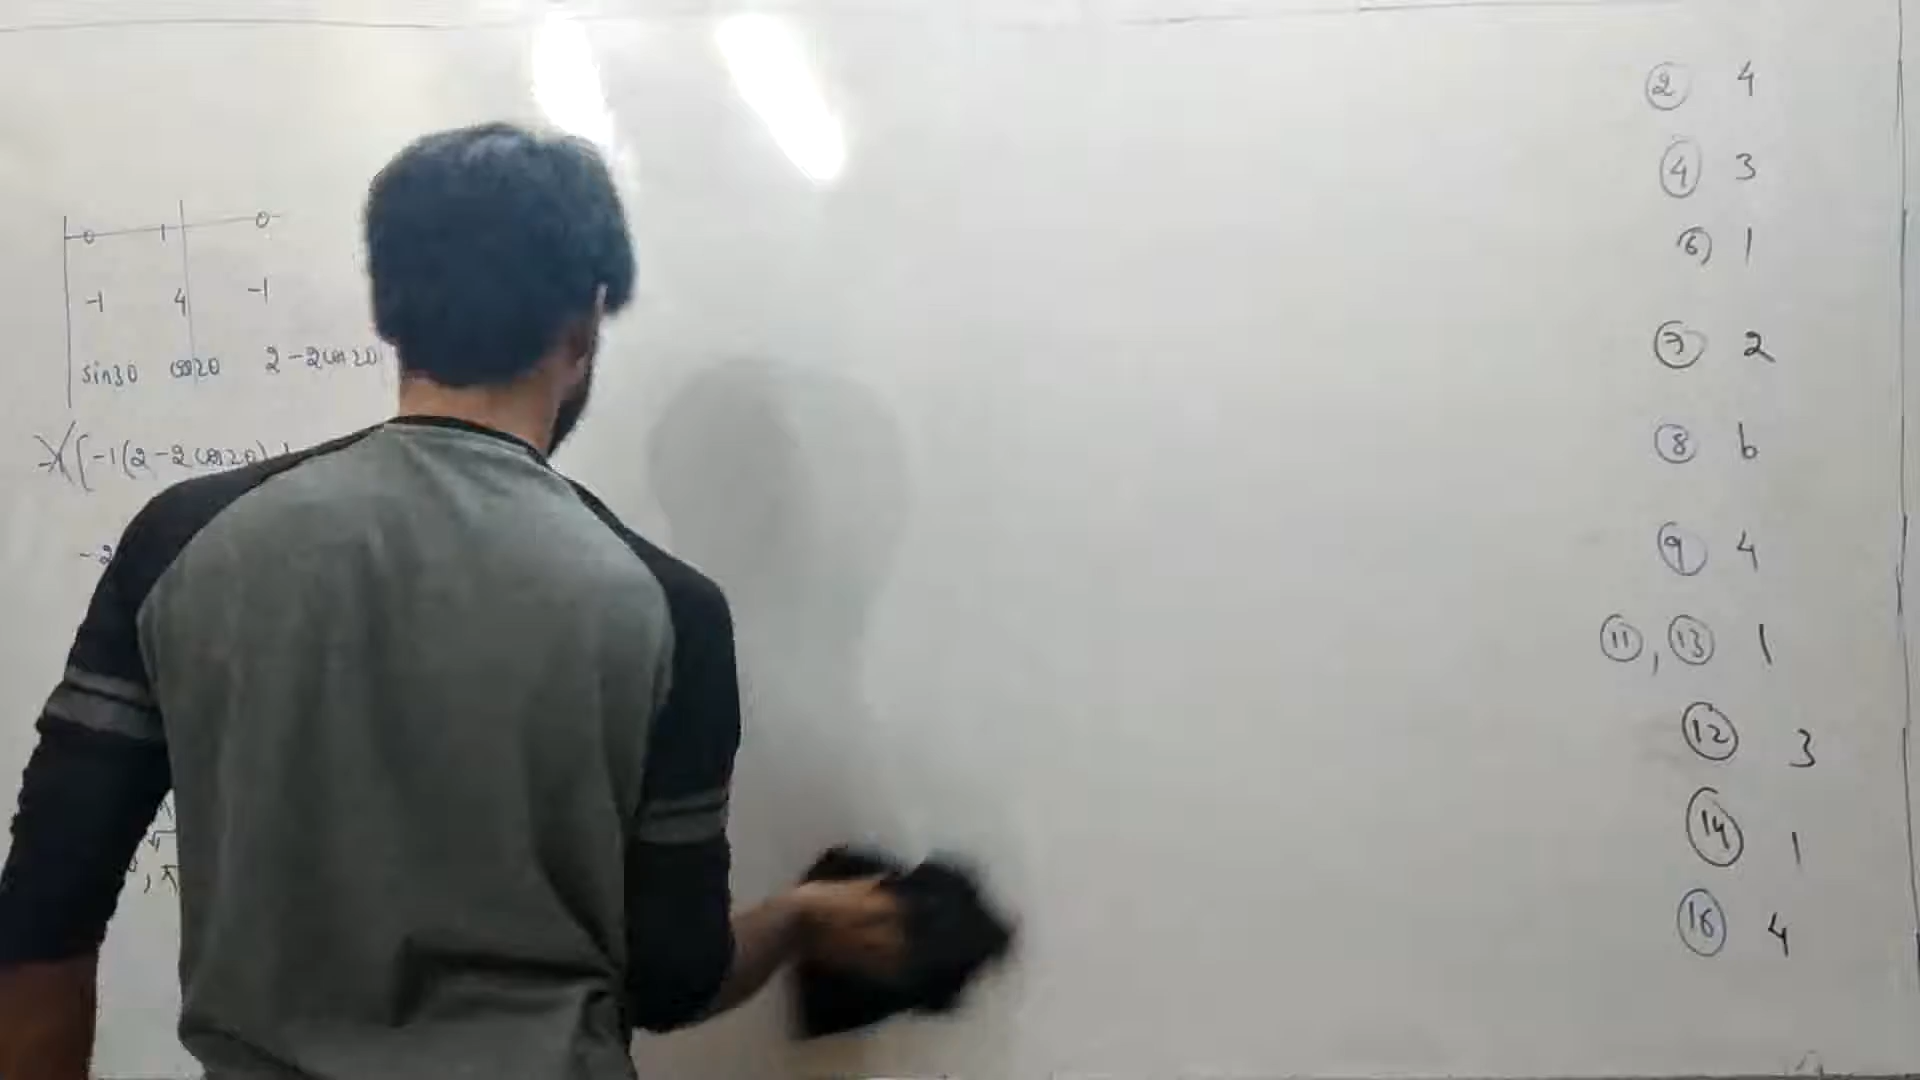 0 1 0
-1 4 -1
sin3θ cos2θ 2-2cos2θ
-X[-1(2-2cos2θ)
-2
, π
② 4
④ 3
⑥ 1
⑦ 2
⑧ 6
⑨ 4
⑪, ⑬ 1
⑫ 3
⑭ 1
⑯ 4